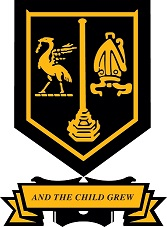 AND THE CHILD GREW